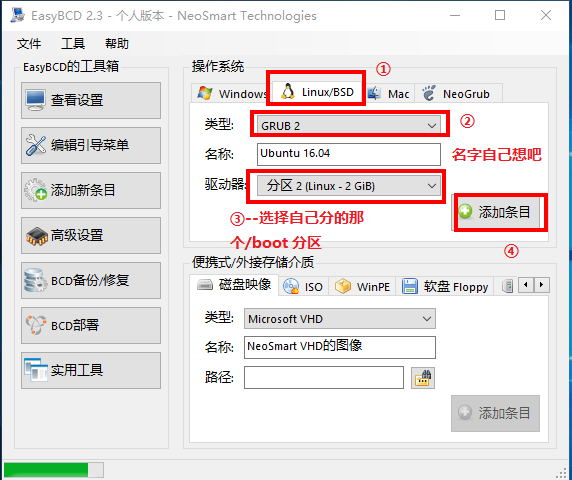 EasyBCD 2.3 - 个人版本 - NeoSmart Technologies
文件 工具 帮助
EasyBCD的工具箱
查看设置
编辑引导菜单
添加新条目
高级设置
BCD备份/修复
BCD部署
实用工具
操作系统
①
Windows Linux/BSD Mac NeoGrub
类型: GRUB 2
②
名称: Ubuntu 16.04
名字自己想吧
驱动器: 分区 2 (Linux - 2 GiB)
添加条目
③--选择自己分的那
个/boot 分区
④
便携式/外接存储介质
磁盘映像 ISO WinPE 软盘 Floppy
类型: Microsoft VHD
名称: NeoSmart VHD的图像
路径:
添加条目